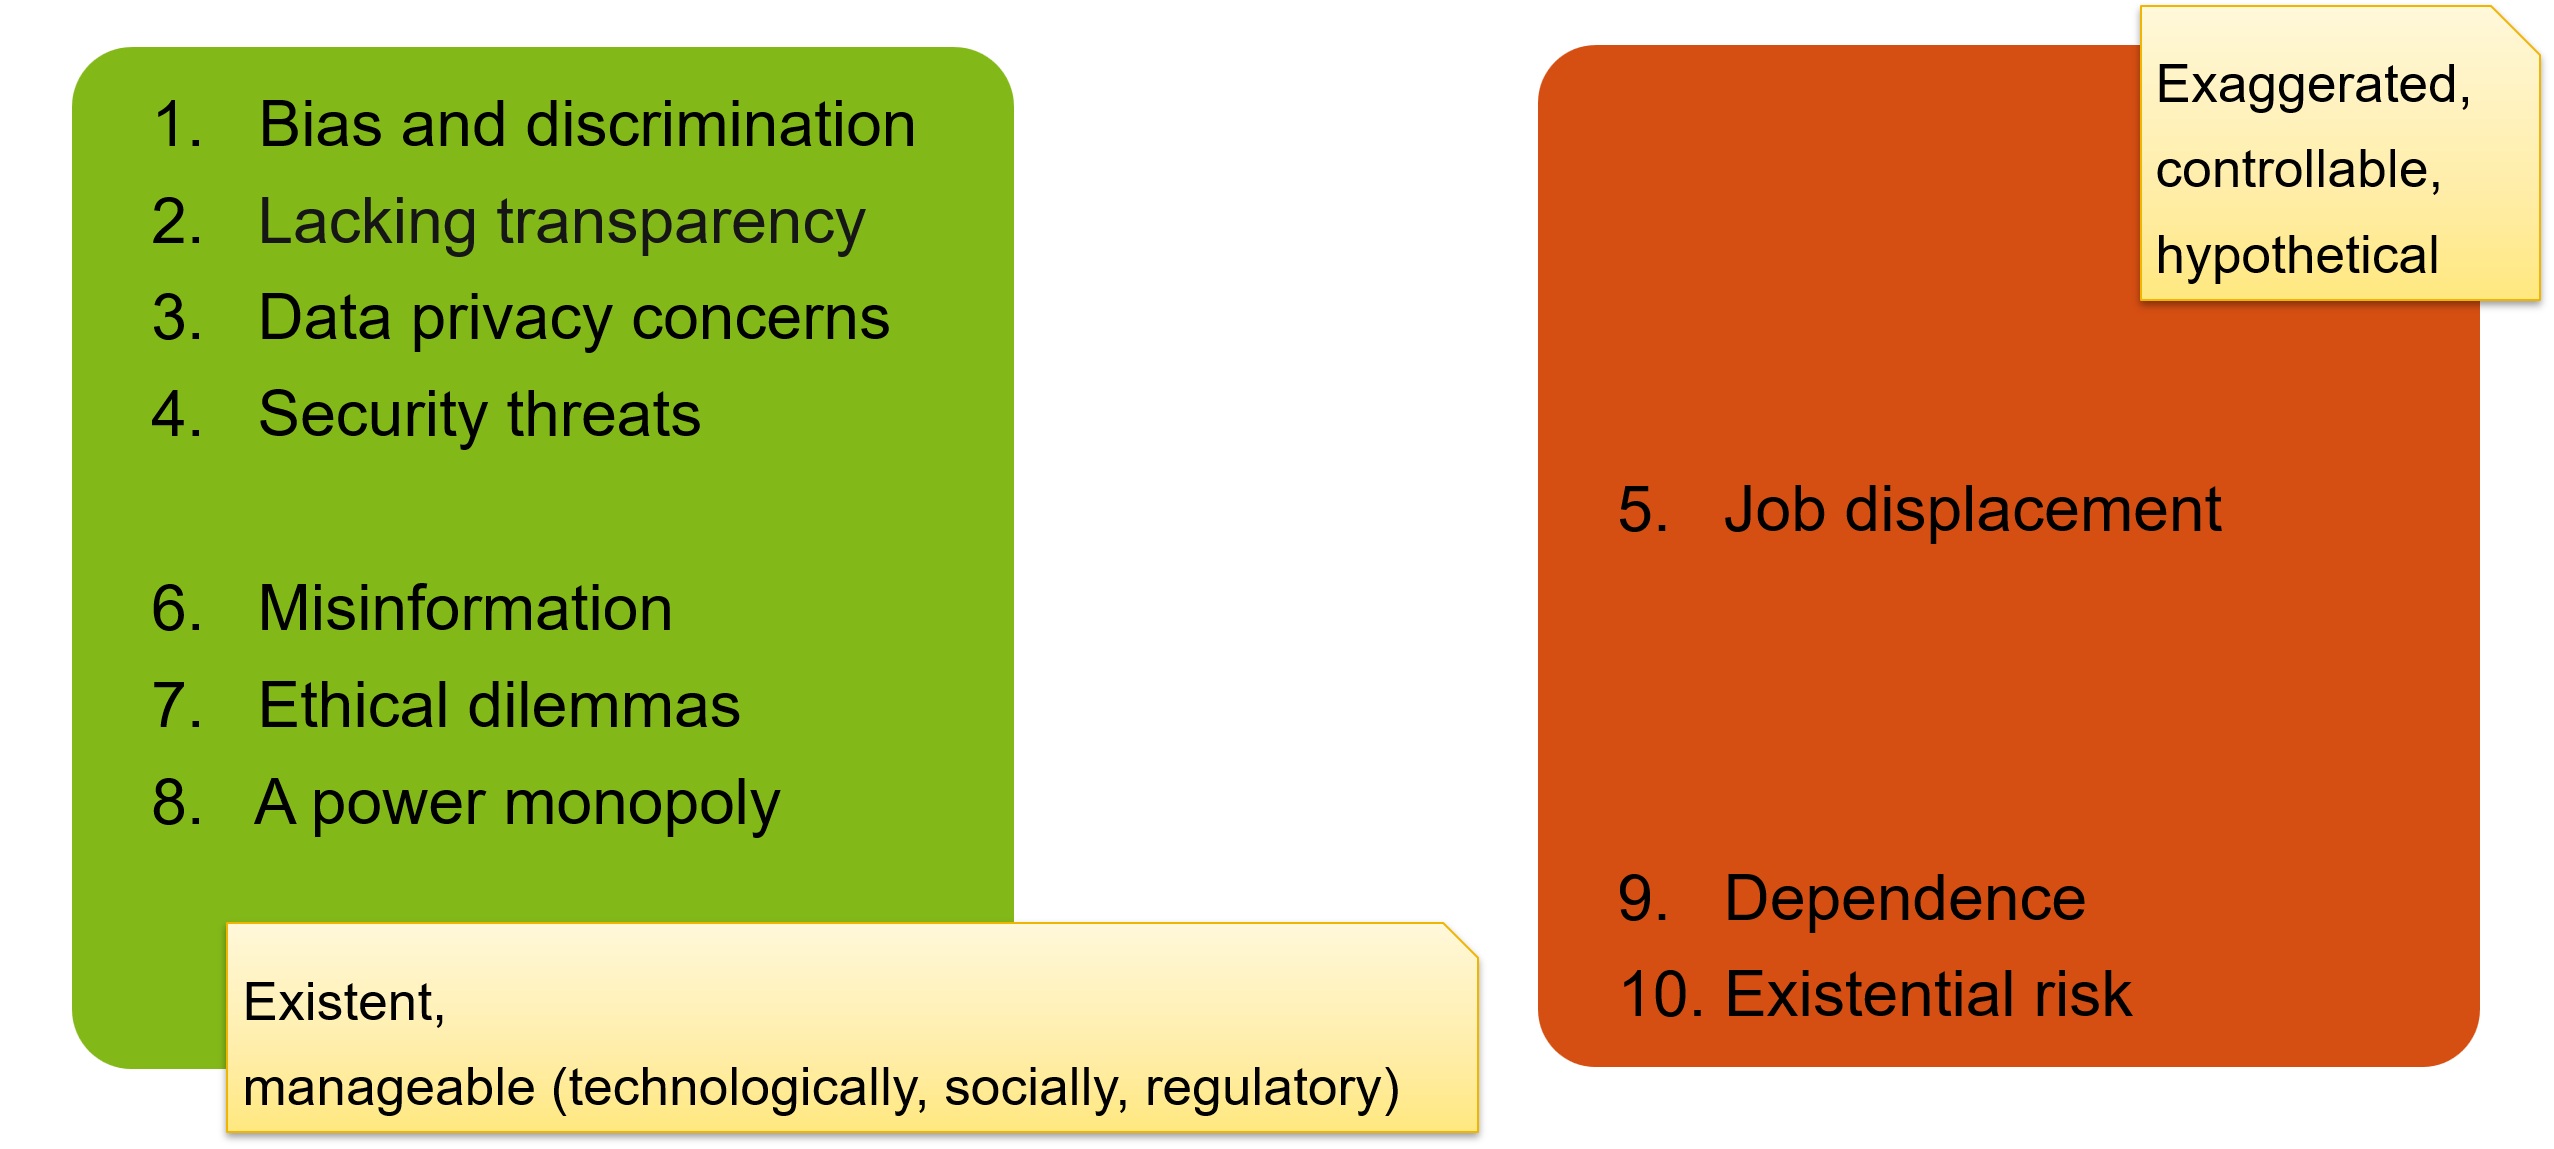 1. Bias and discrimination
2. Lacking transparency
3. Data privacy concerns
4. Security threats
6. Misinformation
7. Ethical dilemmas
8. A power monopoly
Existent,
manageable (technologically, socially, regulatory)
Exaggerated,
controllable,
hypothetical
5. Job displacement
9. Dependence
10. Existential risk